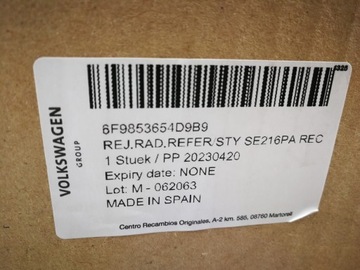 VOLKSWAGEN
GROUP
6F9853654D9B9
REJ.RAD.REFER/STY SE216PA REC
1 Stuek / PP 20230420
Expiry date: NONE
Lot: M - 062063
MADE IN SPAIN
Centro Recambios Originales, A-2 km. 585, 08760 Martorell